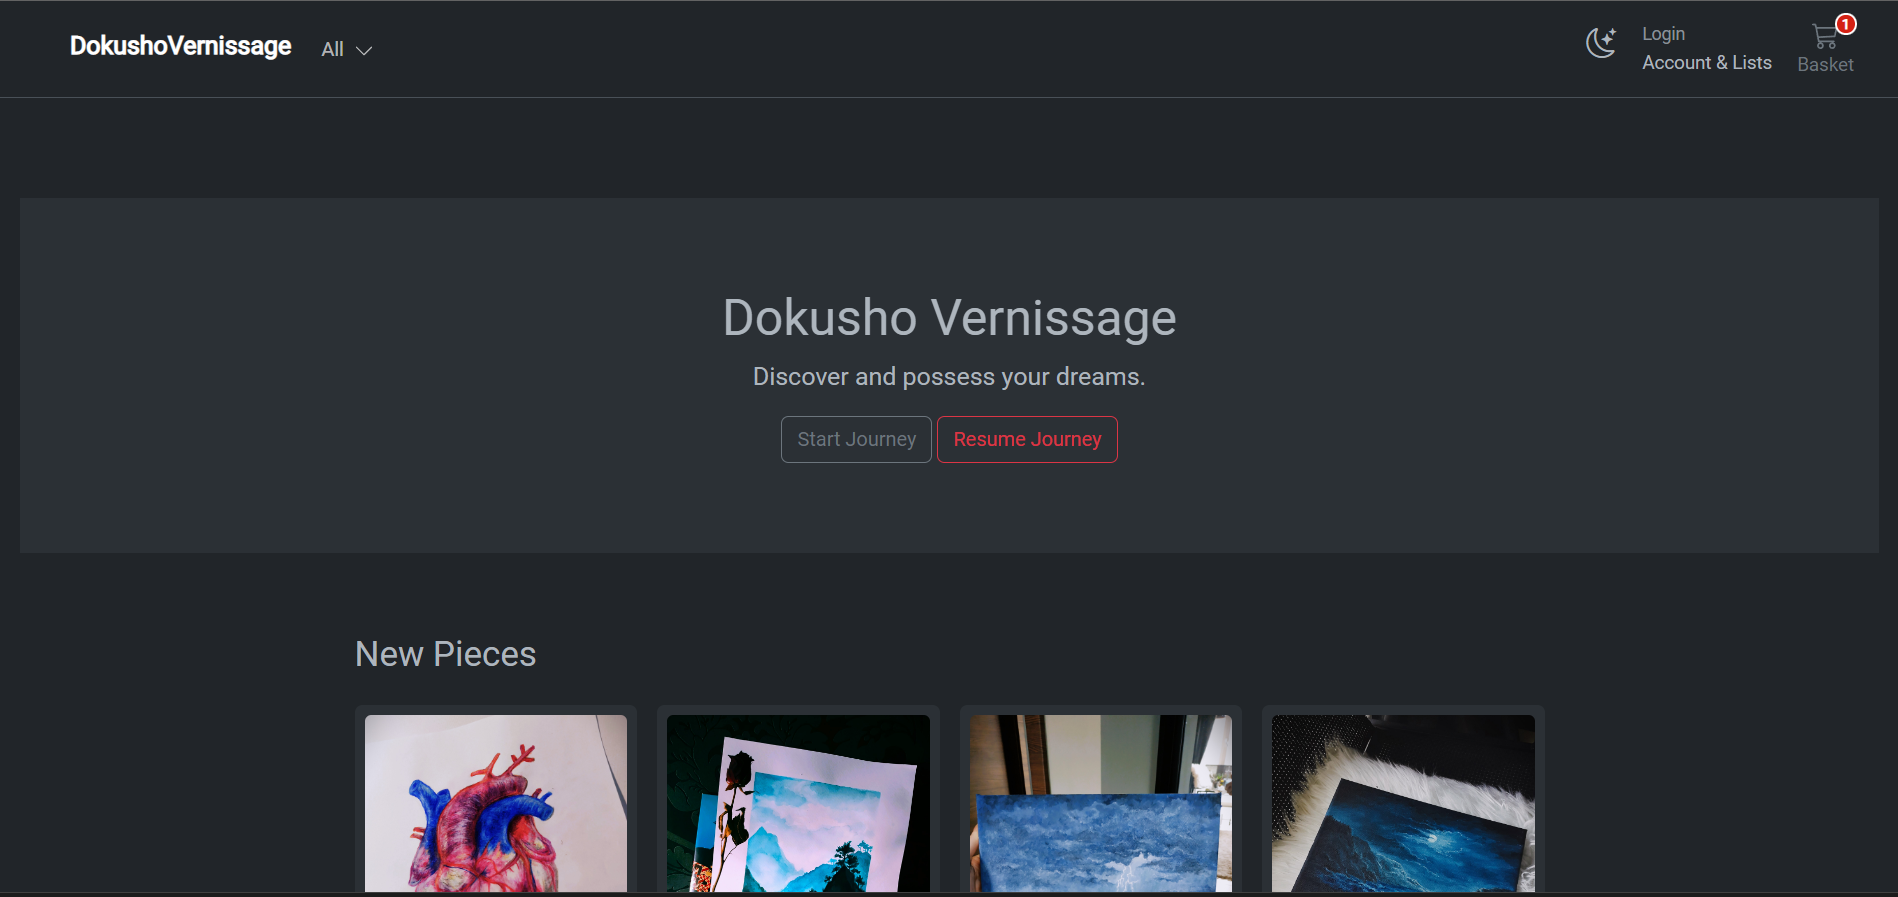 DokushoVernissage
All
Login
Account & Lists
1
Basket
Dokusho Vernissage
Discover and possess your dreams.
Start Journey
Resume Journey
New Pieces